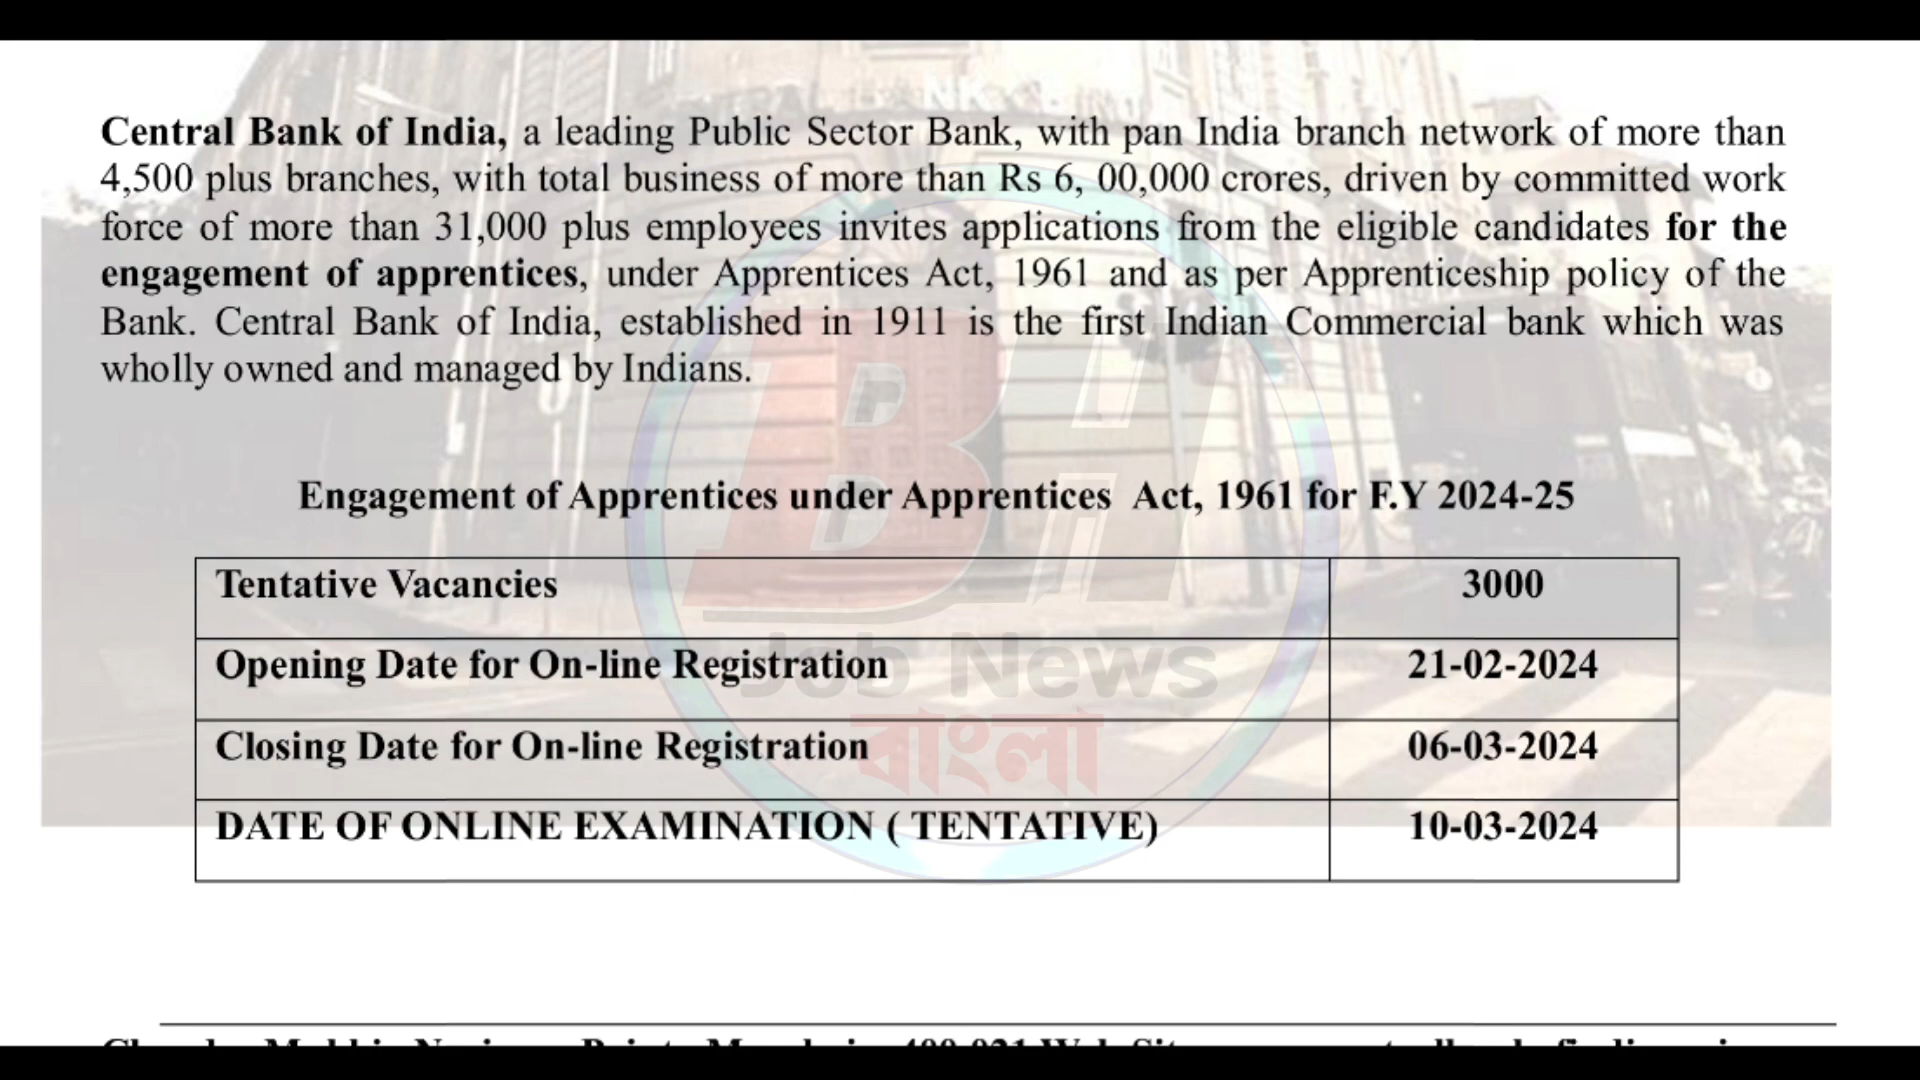 Central Bank of India, a leading Public Sector Bank, with pan India branch network of more than
4,500 plus branches, with total business of more than Rs 6, 00,000 crores, driven by committed work
force of more than 31,000 plus employees invites applications from the eligible candidates for the
engagement of apprentices, under Apprentices Act, 1961 and as per Apprenticeship policy of the
Bank. Central Bank of India, established in 1911 is the first Indian Commercial bank which was
wholly owned and managed by Indians.
Engagement of Apprentices under Apprentices Act, 1961 for F.Y 2024-25
Tentative Vacancies 3000
Opening Date for On-line Registration 21-02-2024
Closing Date for On-line Registration 06-03-2024
DATE OF ONLINE EXAMINATION ( TENTATIVE) 10-03-2024
BH
Job News
বাংলা